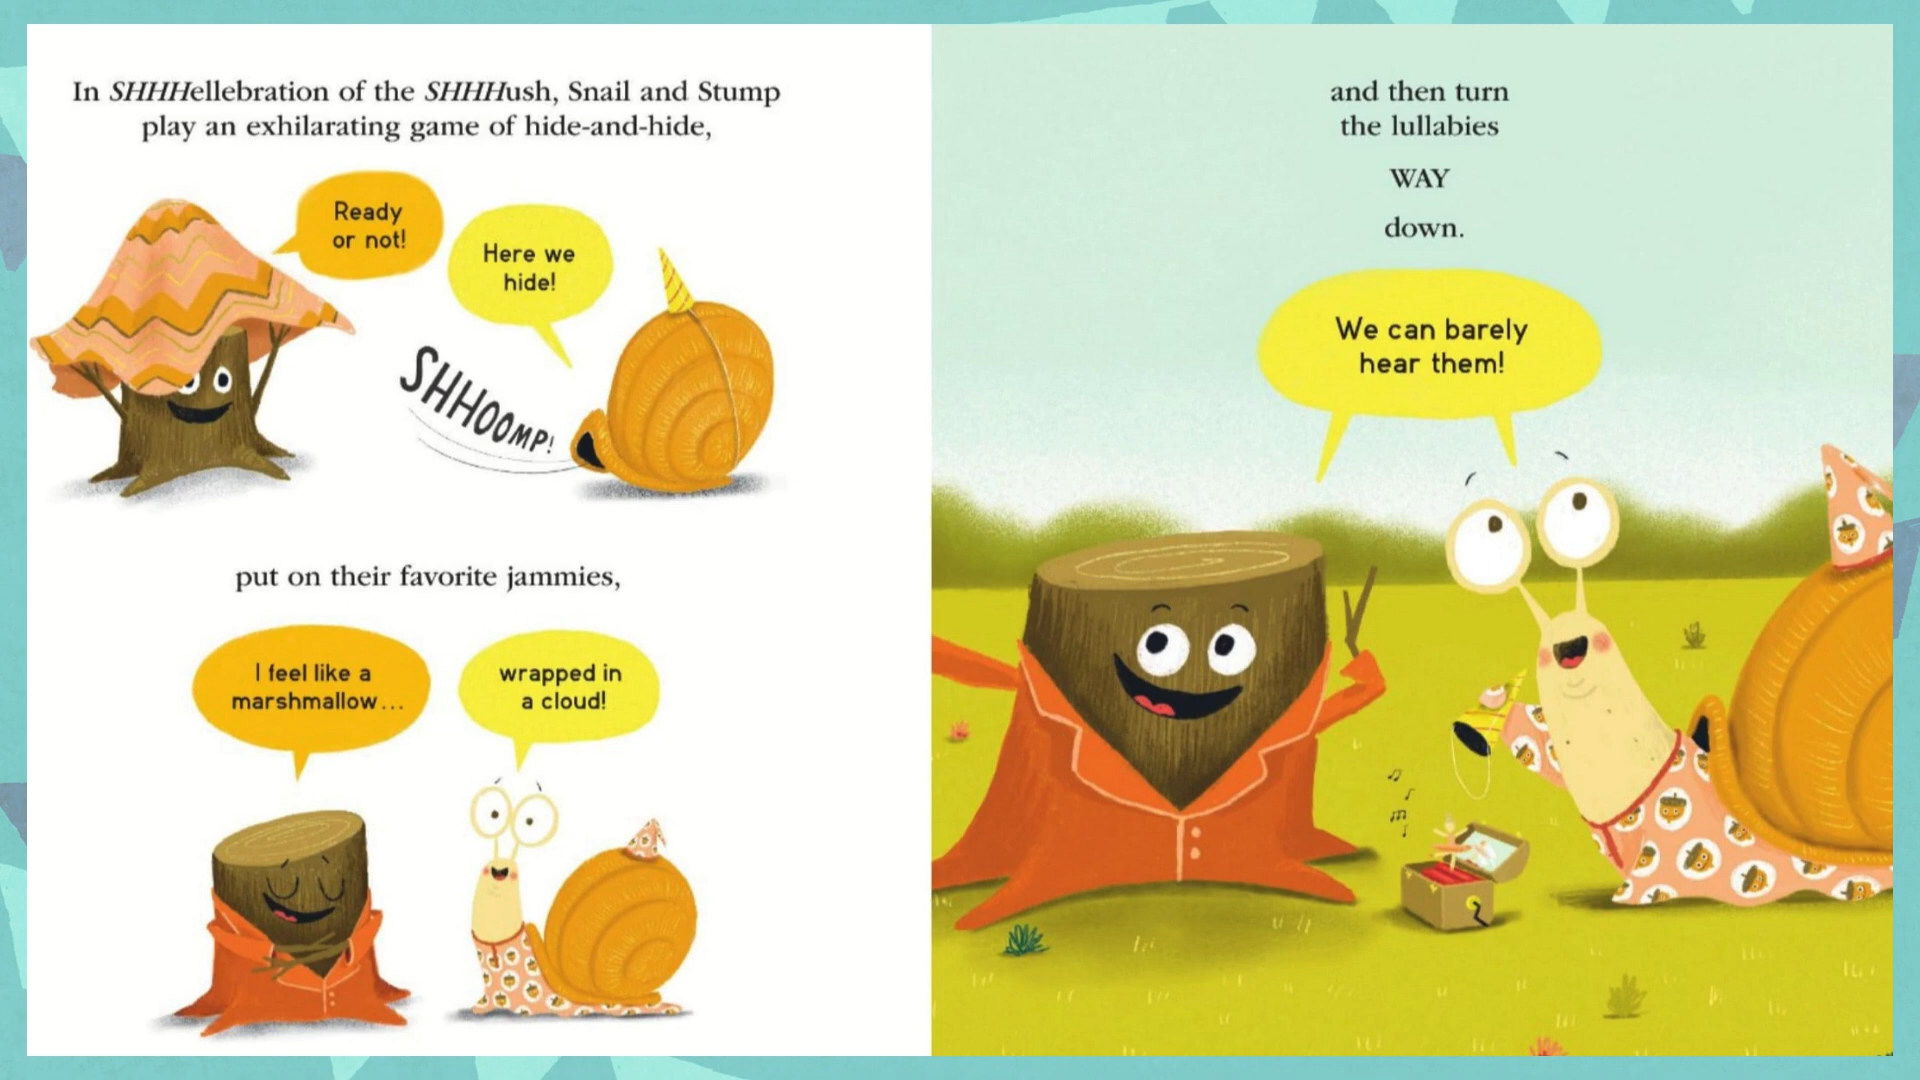 In SHHHellebration of the SHHHush, Snail and Stump
play an exhilarating game of hide-and-hide,
Ready
or not!
Here we
hide!
SHHOOMP!
put on their favorite jammies,
I feel like a
marshmallow...
wrapped in
a cloud!
and then turn
the lullabies
WAY
down.
We can barely
hear them!